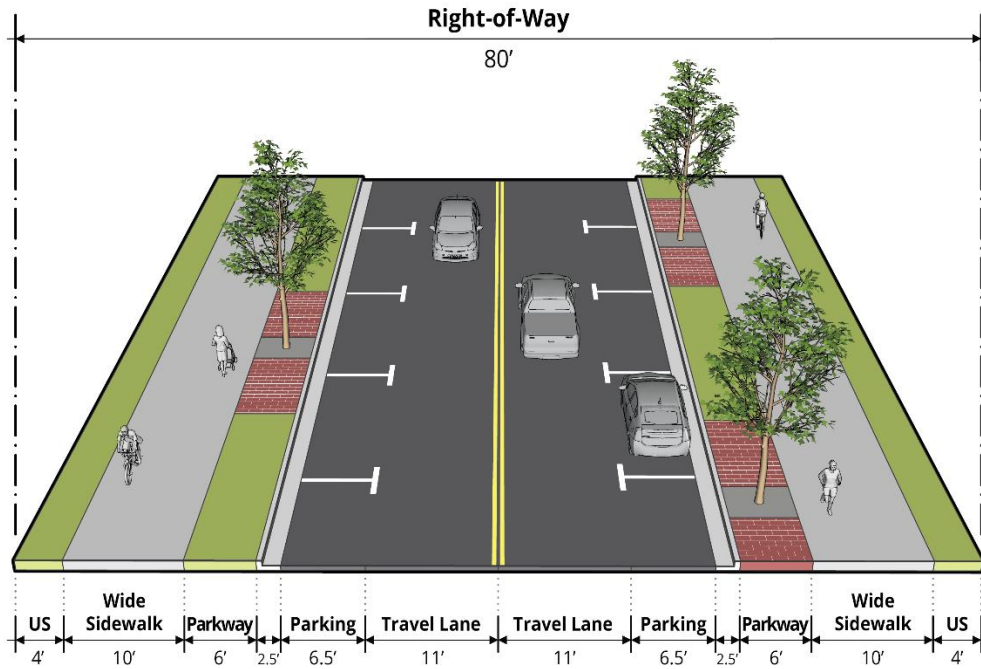 Right-of-Way
80'
US Wide Sidewalk Parkway Parking Travel Lane Travel Lane Parking Parkway Wide Sidewalk US
4' 10' 6' 2.5' 6.5' 11' 11' 6.5' 2.5' 6' 10' 4'